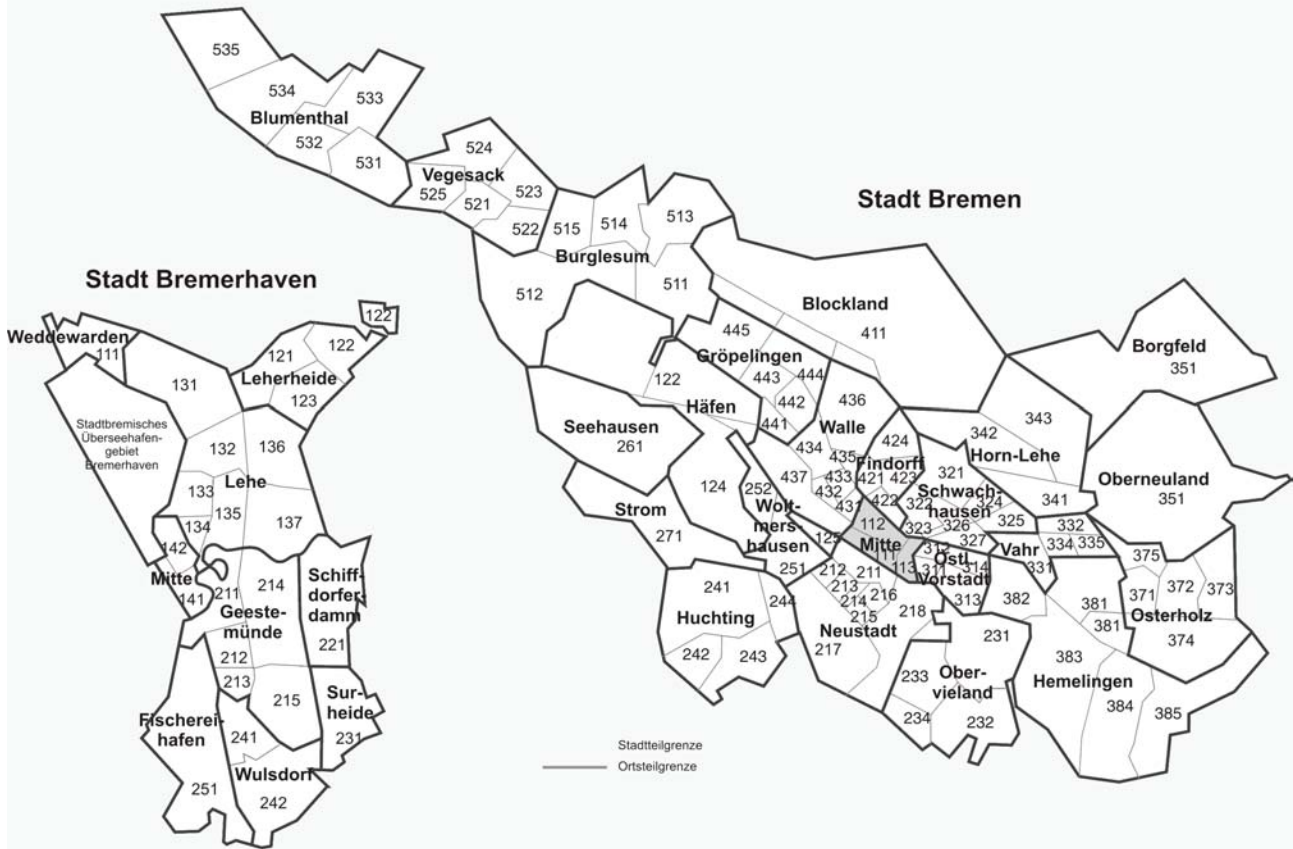 535
534
533
Blumenthal
532
531
524
Vegesack
525
523
521
522
515
514
513
Stadt Bremen
Burglesum
512
511
Stadt Bremerhaven
Blockland
411
Borgfeld
351
122
Weddewarden
111
121
122
Leherheide
123
131
445
Gröpelingen
443
444
442
441
122
Häfen
436
Walle
343
342
Horn-Lehe
341
Stadtbremisches
Überseehafen-
gebiet
Bremerhaven
132
136
Lehe
133
135
134
137
142
Mitte
141
Seehausen
261
434
435
433
437
432
431
424
Findorff
421
423
422
321
Schwach-
hausen
322
324
323
326
325
327
Oberneuland
351
332
334
335
Vahr
331
Strom
271
124
252
Wolt-
mers-
hausen
125
251
112
Mitte
111
113
312
Östl.
Vorstadt
311
314
313
211
214
Geeste-
münde
212
213
215
Schiff-
dorfer-
damm
221
241
244
Huchting
242
243
212
211
213
214
216
215
218
Neustadt
217
382
381
381
383
Hemelingen
384
385
375
371
372
373
Osterholz
374
231
233
Ober-
vieland
234
232
Fischerei-
hafen
251
241
Wulsdorf
242
Sur-
heide
231
Stadtteilgrenze
Ortsteilgrenze